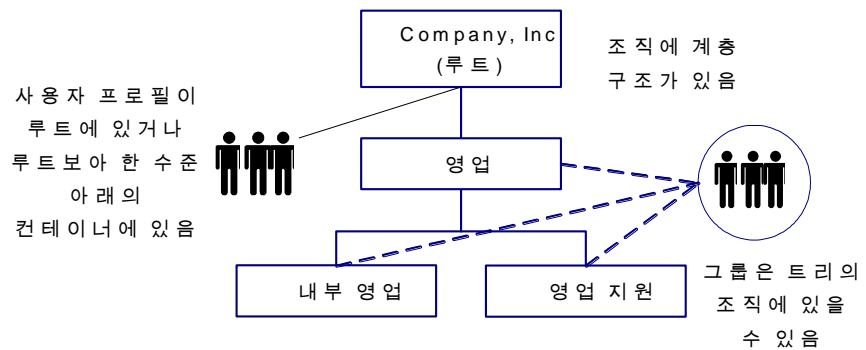 Company, Inc
(루트)
조직에 계층
구조가 있음
사용자 프로필이
루트에 있거나
루트보아 한 수준
아래의
컨테이너에 있음
영업
내부 영업
영업 지원
그룹은 트리의
조직에 있을
수 있음